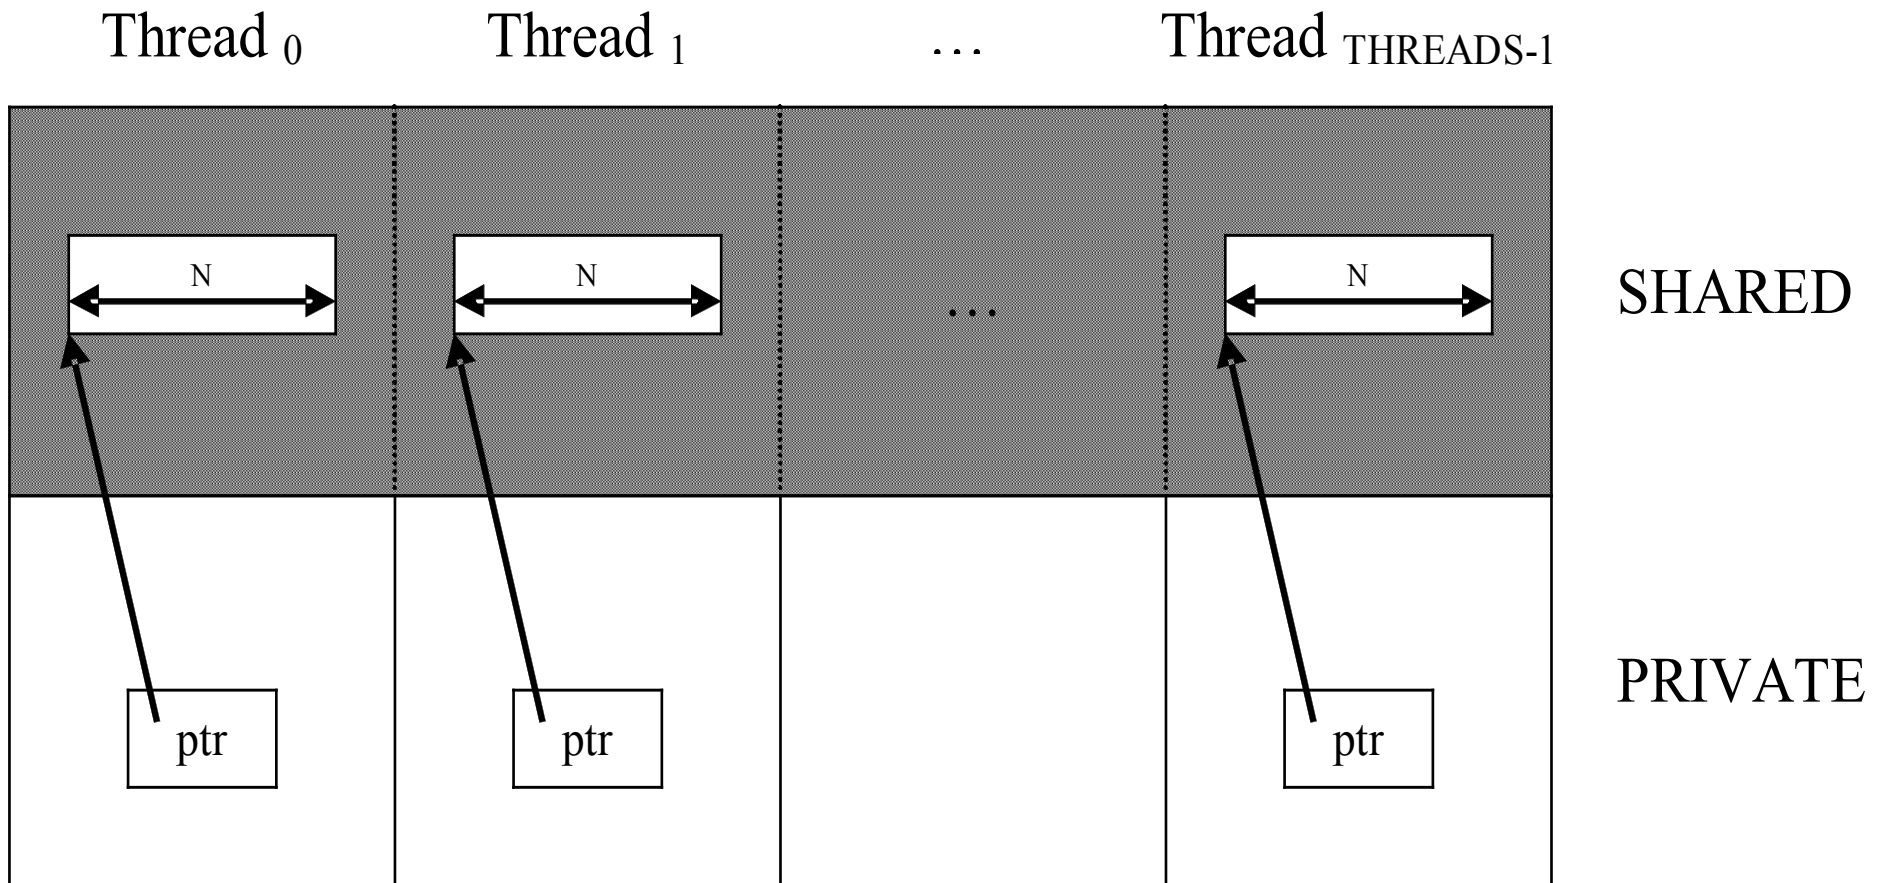 Thread 0 Thread 1 ... Thread THREADS-1
N N ... N SHARED
ptr ptr ptr PRIVATE